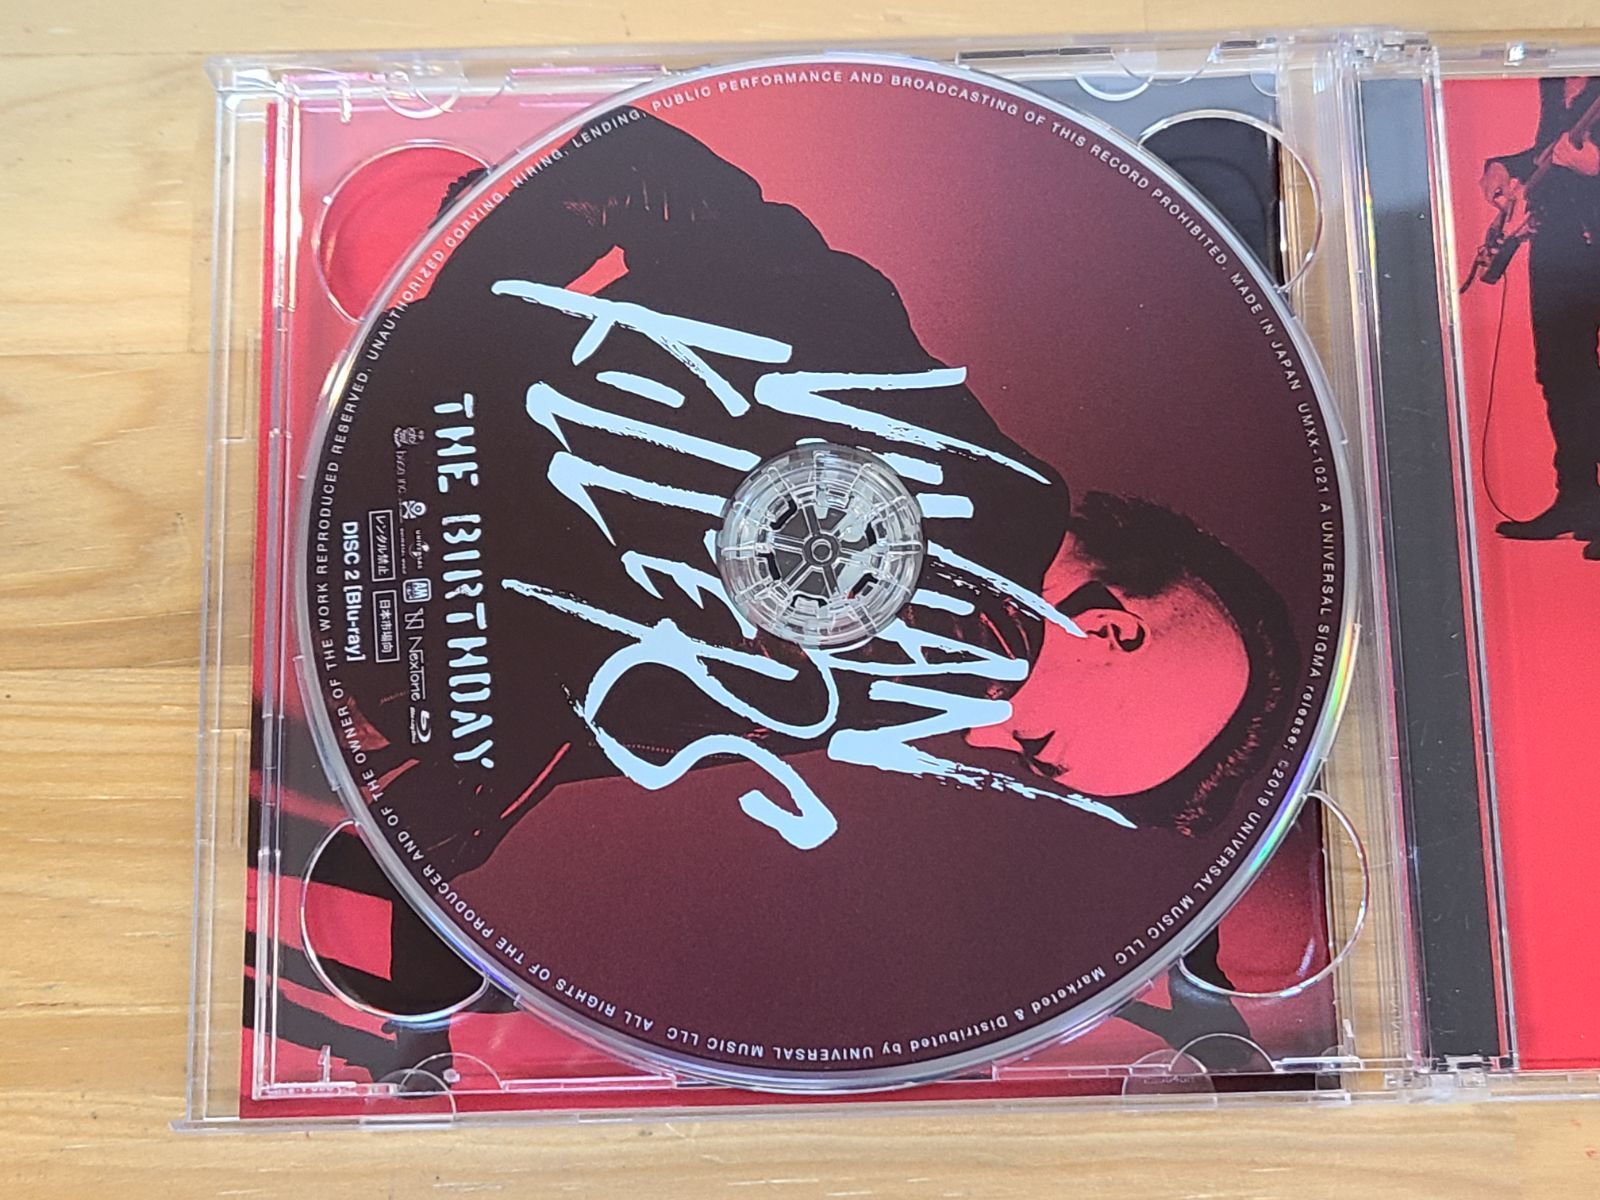 VIVIAN
KILLERS
THE BIRTHDAY
UNIVERSAL
NexTone
レンタル禁止
日本市場向
DISC 2 [Blu-ray]
ALL RIGHTS OF THE PRODUCER AND OF THE OWNER OF THE WORK REPRODUCED RESERVED. UNAUTHORIZED COPYING, HIRING, LENDING, PUBLIC PERFORMANCE AND BROADCASTING OF THIS RECORD PROHIBITED. MADE IN JAPAN UMXX-1021 A UNIVERSAL SIGMA release; ©2019 UNIVERSAL MUSIC LLC Marketed & Distributed by UNIVERSAL MUSIC LLC